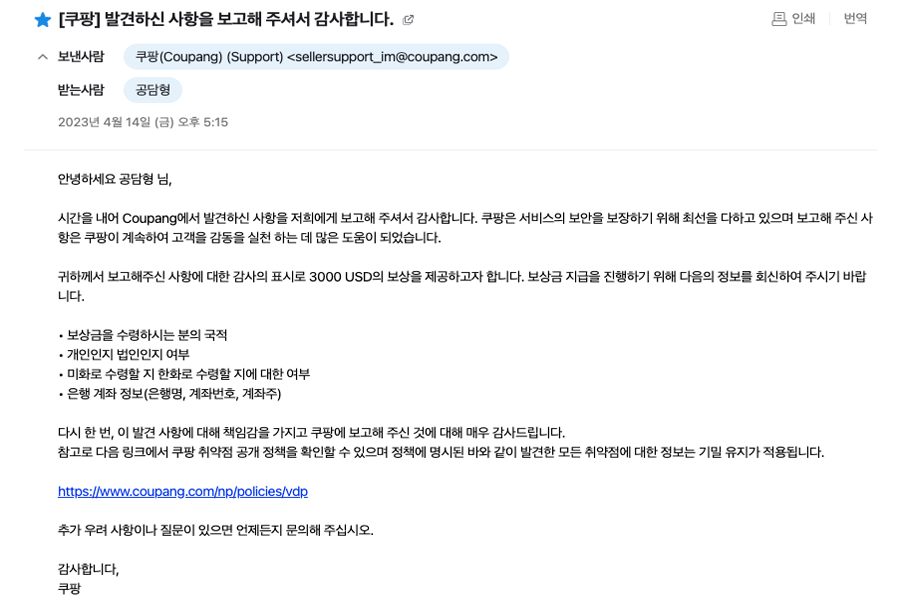 [쿠팡] 발견하신 사항을 보고해 주셔서 감사합니다.
인쇄
번역
보낸사람
쿠팡(Coupang) (Support) <sellersupport_im@coupang.com>
받는사람
공담형
2023년 4월 14일 (금) 오후 5:15
안녕하세요 공담형 님,
시간을 내어 Coupang에서 발견하신 사항을 저희에게 보고해 주셔서 감사합니다. 쿠팡은 서비스의 보안을 보장하기 위해 최선을 다하고 있으며 보고해 주신 사
항은 쿠팡이 계속하여 고객을 감동을 실천 하는 데 많은 도움이 되었습니다.
귀하께서 보고해주신 사항에 대한 감사의 표시로 3000 USD의 보상을 제공하고자 합니다. 보상금 지급을 진행하기 위해 다음의 정보를 회신하여 주시기 바랍
니다.
• 보상금을 수령하시는 분의 국적
• 개인인지 법인인지 여부
• 미화로 수령할 지 한화로 수령할 지에 대한 여부
• 은행 계좌 정보(은행명, 계좌번호, 계좌주)
다시 한 번, 이 발견 사항에 대해 책임감을 가지고 쿠팡에 보고해 주신 것에 대해 매우 감사드립니다.
참고로 다음 링크에서 쿠팡 취약점 공개 정책을 확인할 수 있으며 정책에 명시된 바와 같이 발견한 모든 취약점에 대한 정보는 기밀 유지가 적용됩니다.
https://www.coupang.com/np/policies/vdp
추가 우려 사항이나 질문이 있으면 언제든지 문의해 주십시오.
감사합니다,
쿠팡